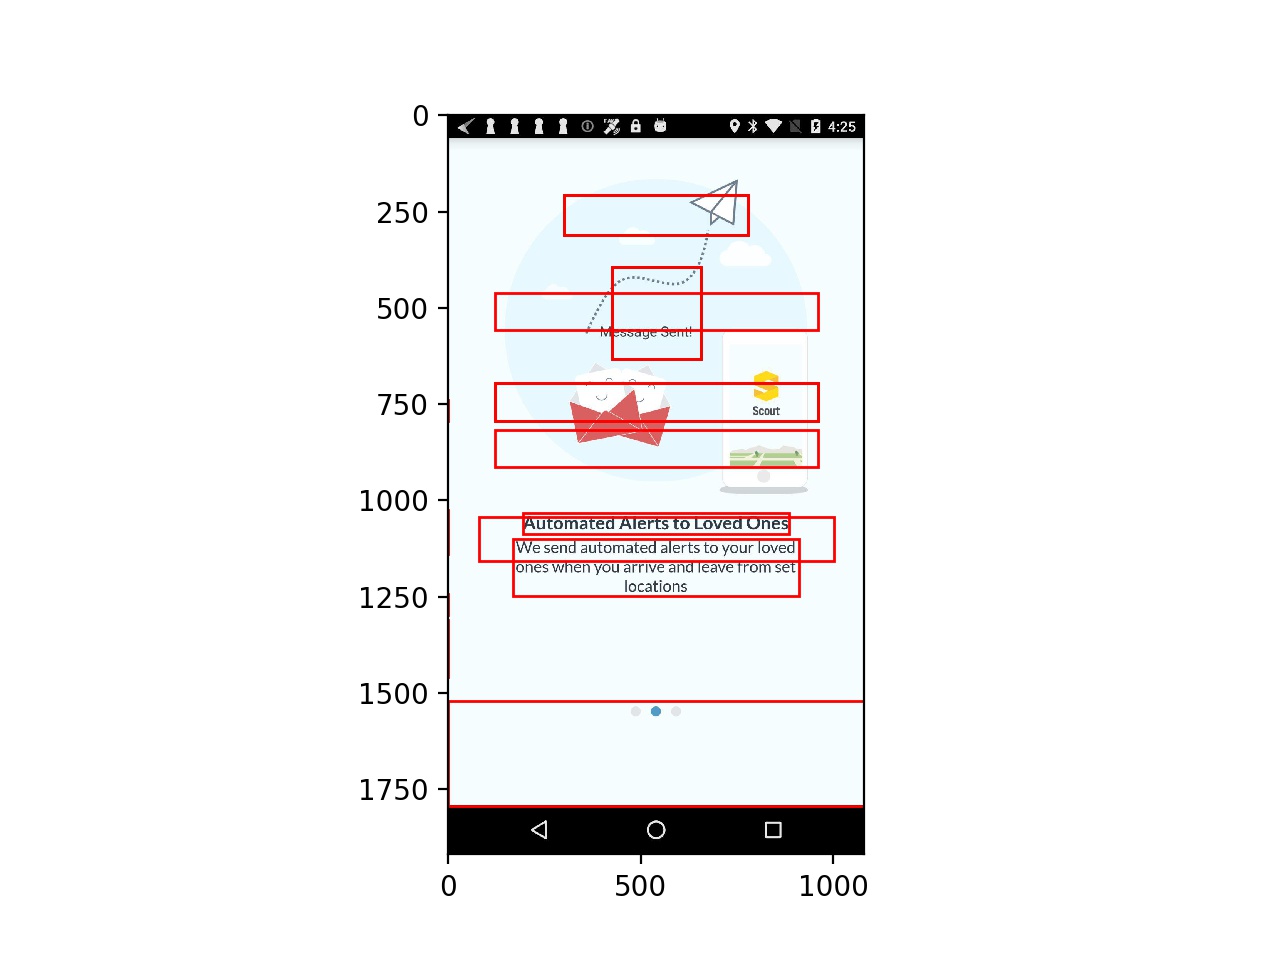 0
250
500
750
1000
1250
1500
1750
4:25
Message Sent!
Scout
Automated Alerts to Loved Ones
We send automated alerts to your loved
ones when you arrive and leave from set
locations
0 500 1000